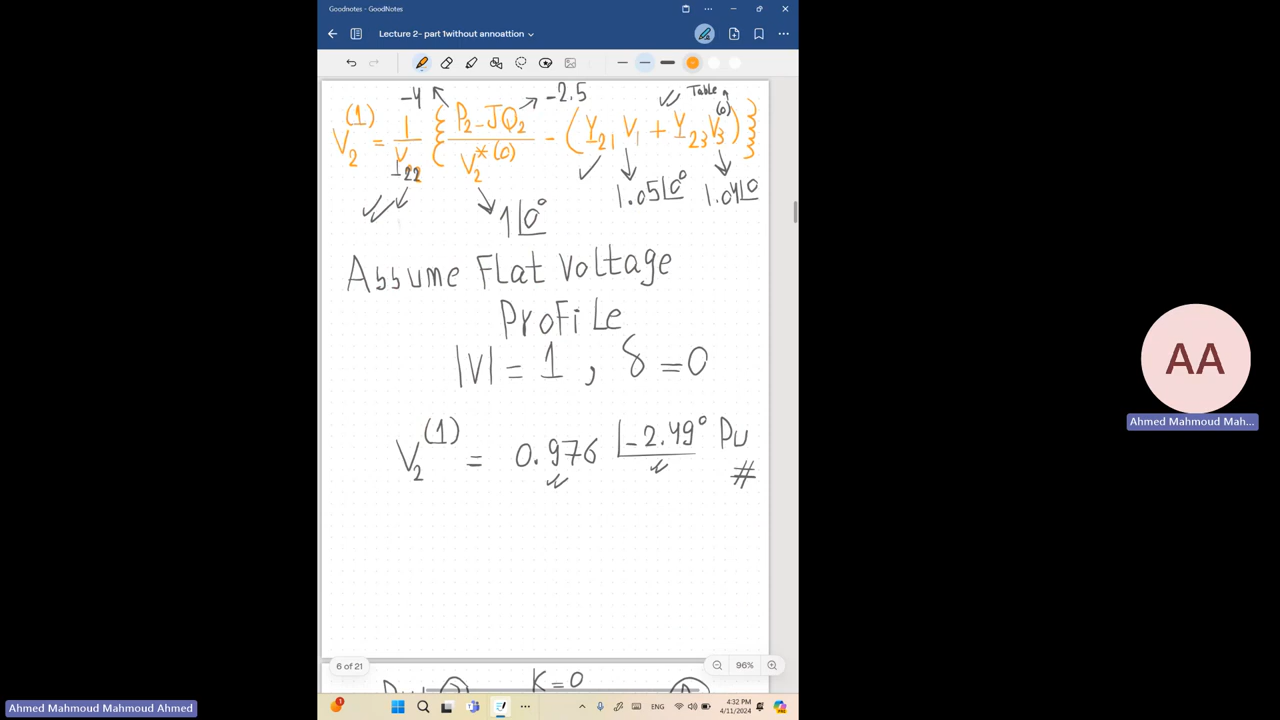 Goodnotes - GoodNotes
Lecture 2- part 1without annoattion
-4 -2.5 Table
V2(1) = 1/Y22 { P2 - JQ2 / V2*(0) - (Y21 V1 + Y23 V3(0)) }
1∠0° 1.05∠0° 1.04∠0
Assume Flat Voltage
Profile
|V| = 1 , δ = 0
V2(1) = 0.976 ∠-2.49° Pu
#
6 of 21
96%
K = 0
AA
Ahmed Mahmoud Mah...
Ahmed Mahmoud Mahmoud Ahmed
ENG
4:32 PM
4/11/2024